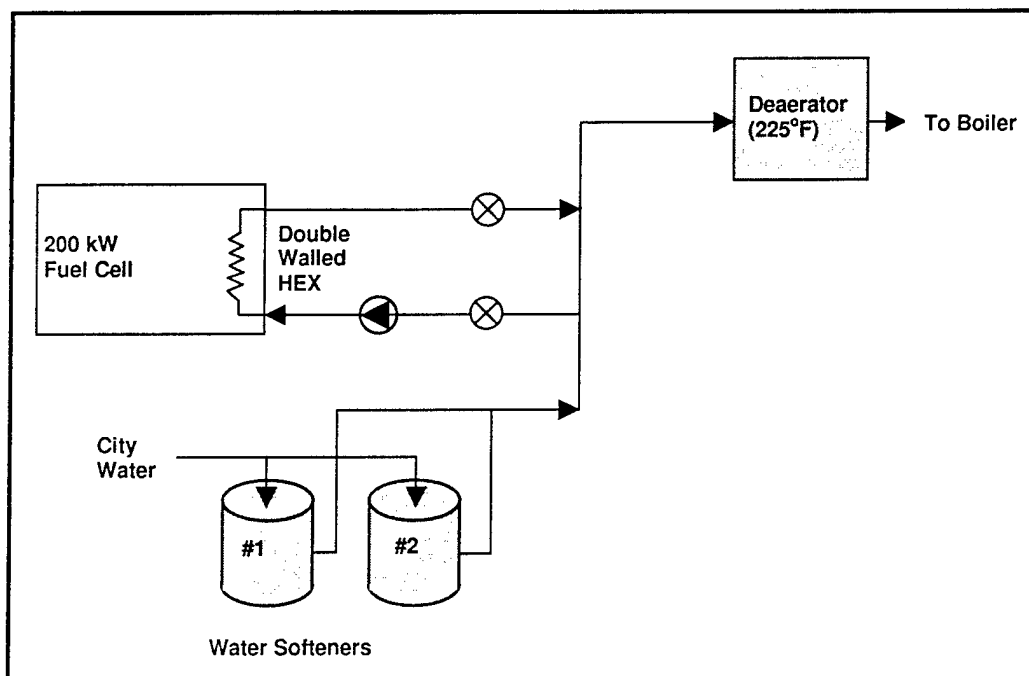 Deaerator
(225°F)
To Boiler
200 kW
Fuel Cell
Double
Walled
HEX
City
Water
#1
#2
Water Softeners